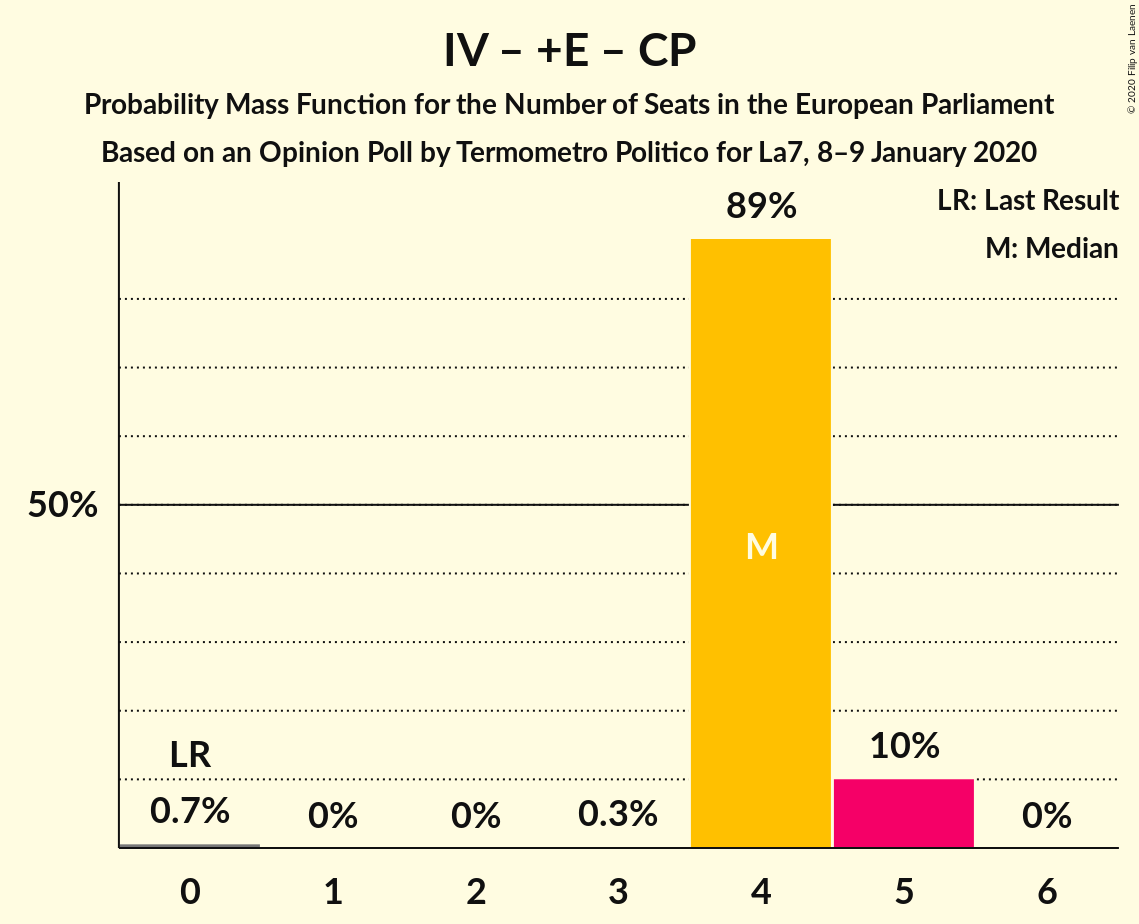 IV – +E – CP
Probability Mass Function for the Number of Seats in the European Parliament
Based on an Opinion Poll by Termometro Politico for La7, 8–9 January 2020
© 2020 Filip van Laenen
LR: Last Result
M: Median
89%
50%
M
LR
10%
0.7%
0%
0%
0.3%
0%
0
1
2
3
4
5
6